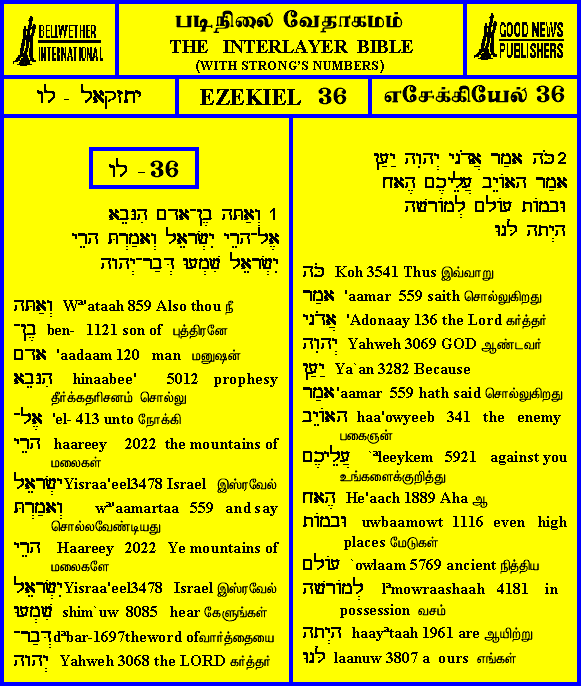 BELLWETHER
INTERNATIONAL
படிநிலை வேதாகமம்
THE INTERLAYER BIBLE
(WITH STRONG'S NUMBERS)
GOOD NEWS
PUBLISHERS
יחזקאל - לו
EZEKIEL 36
எசேக்கியேல் 36
לו - 36
1 וְאַתָּה בֶן־אָדָם הִנָּבֵא
אֶל־הָרֵי יִשְׂרָאֵל וְאָמַרְתָּ הָרֵי
יִשְׂרָאֵל שִׁמְעוּ דְּבַר־יְהוָה
וְאַתָּה Wª'ataah 859 Also thou நீ
בֶן־ ben- 1121 son of புத்திரனே
אָדָם 'aadaam 120 man மனுஷன்
הִנָּבֵא hinaabee' 5012 prophesy
தீர்க்கதரிசனம் சொல்லு
אֶל־ 'el- 413 unto நோக்கி
הָרֵי haareey 2022 the mountains of
மலைகள்
יִשְׂרָאֵל Yisraa'eel3478 Israel இஸ்ரவேல்
וְאָמַרְתָּ wª'aamartaa 559 and say
சொல்லவேண்டியது
הָרֵי Haareey 2022 Ye mountains of
மலைகளே
יִשְׂרָאֵל Yisraa'eel3478 Israel இஸ்ரவேல்
שִׁמְעוּ shim`uw 8085 hear கேளுங்கள்
דְּבַר־ dªbar-1697theword ofவார்த்தையை
יְהוָה Yahweh 3068 the LORD கர்த்தர்
2 כֹּה אָמַר אֲדֹנָי יְהוִה יַעַן
אָמַר הָאוֹיֵב עֲלֵיכֶם הֶאָח
וּבָמוֹת עוֹלָם לְמוֹרָשָׁה
הָיְתָה לָּנוּ
כֹּה Koh 3541 Thus இவ்வாறு
אָמַר 'aamar 559 saith சொல்லுகிறது
אֲדֹנָי 'Adonaay 136 the Lord கர்த்தர்
יְהוִה Yahweh 3069 GOD ஆண்டவர்
יַעַן Ya`an 3282 Because
אָמַר 'aamar 559 hath said சொல்லுகிறது
הָאוֹיֵב haa'owyeeb 341 the enemy
பகைஞன்
עֲלֵיכֶם `ªleeykem 5921 against you
உங்களைக்குறித்து
הֶאָח He'aach 1889 Aha ஆ
וּבָמוֹת uwbaamowt 1116 even high
places மேடுகள்
עוֹלָם `owlaam 5769 ancient நித்திய
לְמוֹרָשָׁה lªmowraashaah 4181 in
possession வசம்
הָיְתָה haayªtaah 1961 are ஆயிற்று
לָּנוּ laanuw 3807 a ours எங்கள்